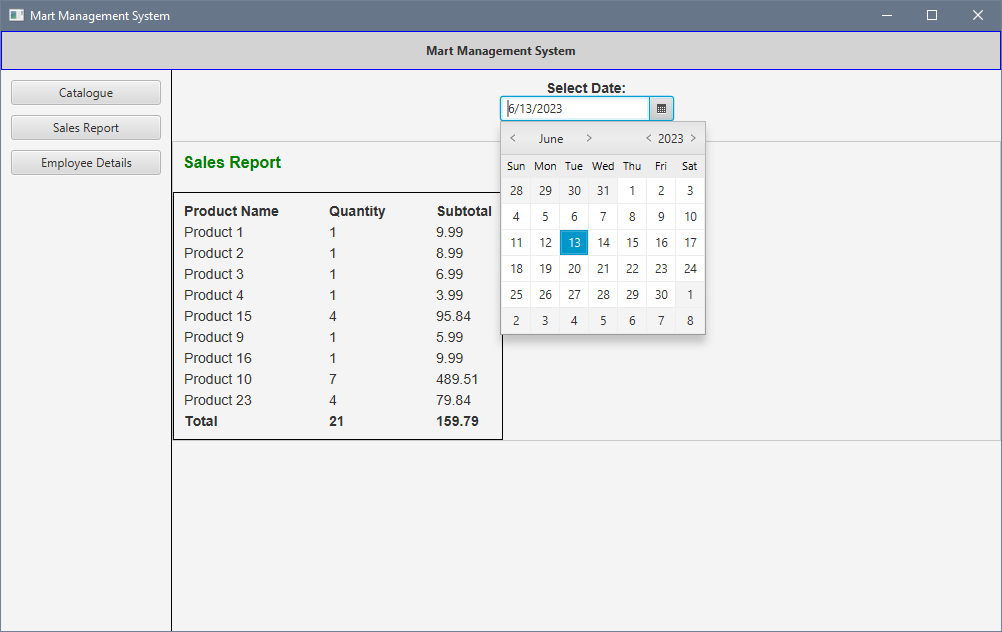 Mart Management System
Mart Management System
Catalogue
Sales Report
Employee Details
Select Date:
6/13/2023
< June > < 2023 >
Sun Mon Tue Wed Thu Fri Sat
28 29 30 31 1 2 3
4 5 6 7 8 9 10
11 12 13 14 15 16 17
18 19 20 21 22 23 24
25 26 27 28 29 30 1
2 3 4 5 6 7 8
Sales Report
Product Name Quantity Subtotal
Product 1 1 9.99
Product 2 1 8.99
Product 3 1 6.99
Product 4 1 3.99
Product 15 4 95.84
Product 9 1 5.99
Product 16 1 9.99
Product 10 7 489.51
Product 23 4 79.84
Total 21 159.79